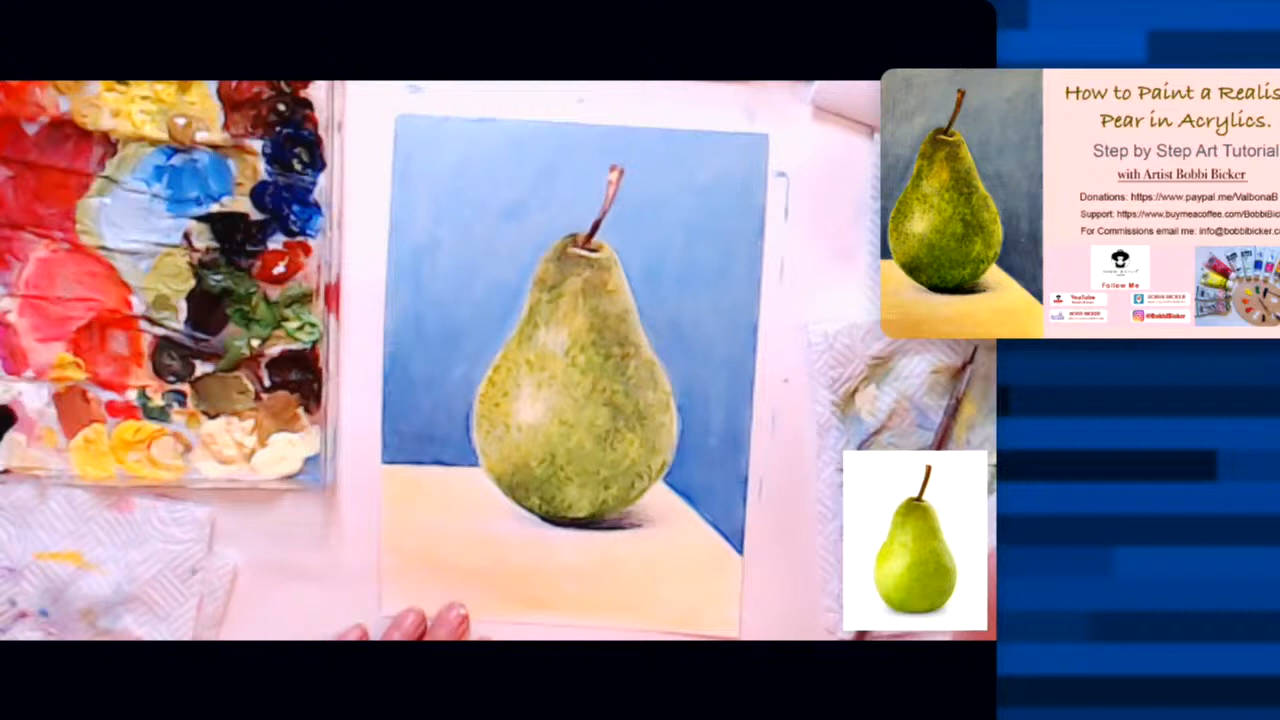 How to Paint a Realis
Pear in Acrylics.
Step by Step Art Tutorial
with Artist Bobbi Bicker
Donations: https://www.paypal.me/ValbonaB
Support: https://www.buymeacoffee.com/BobbiBic
For Commissions email me: info@bobbibicker.c
Follow Me
YouTube
@BobbiBicker